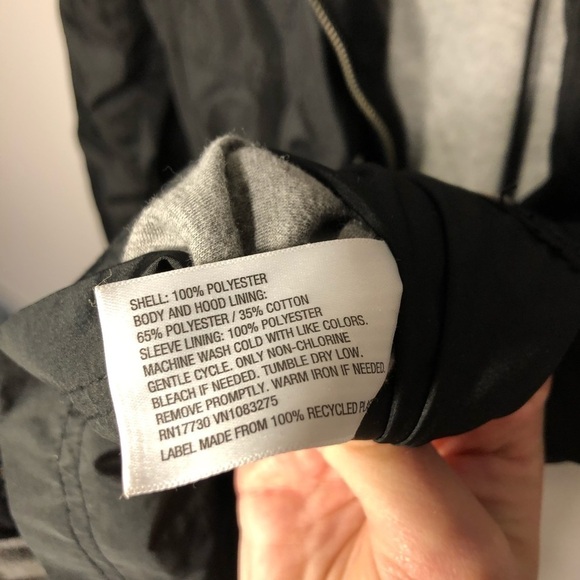 SHELL: 100% POLYESTER
BODY AND HOOD LINING:
65% POLYESTER / 35% COTTON
SLEEVE LINING: 100% POLYESTER
MACHINE WASH COLD WITH LIKE COLORS.
GENTLE CYCLE. ONLY NON-CHLORINE
BLEACH IF NEEDED. TUMBLE DRY LOW.
REMOVE PROMPTLY. WARM IRON IF NEEDED
RN17730 VN1083275
LABEL MADE FROM 100% RECYCLED